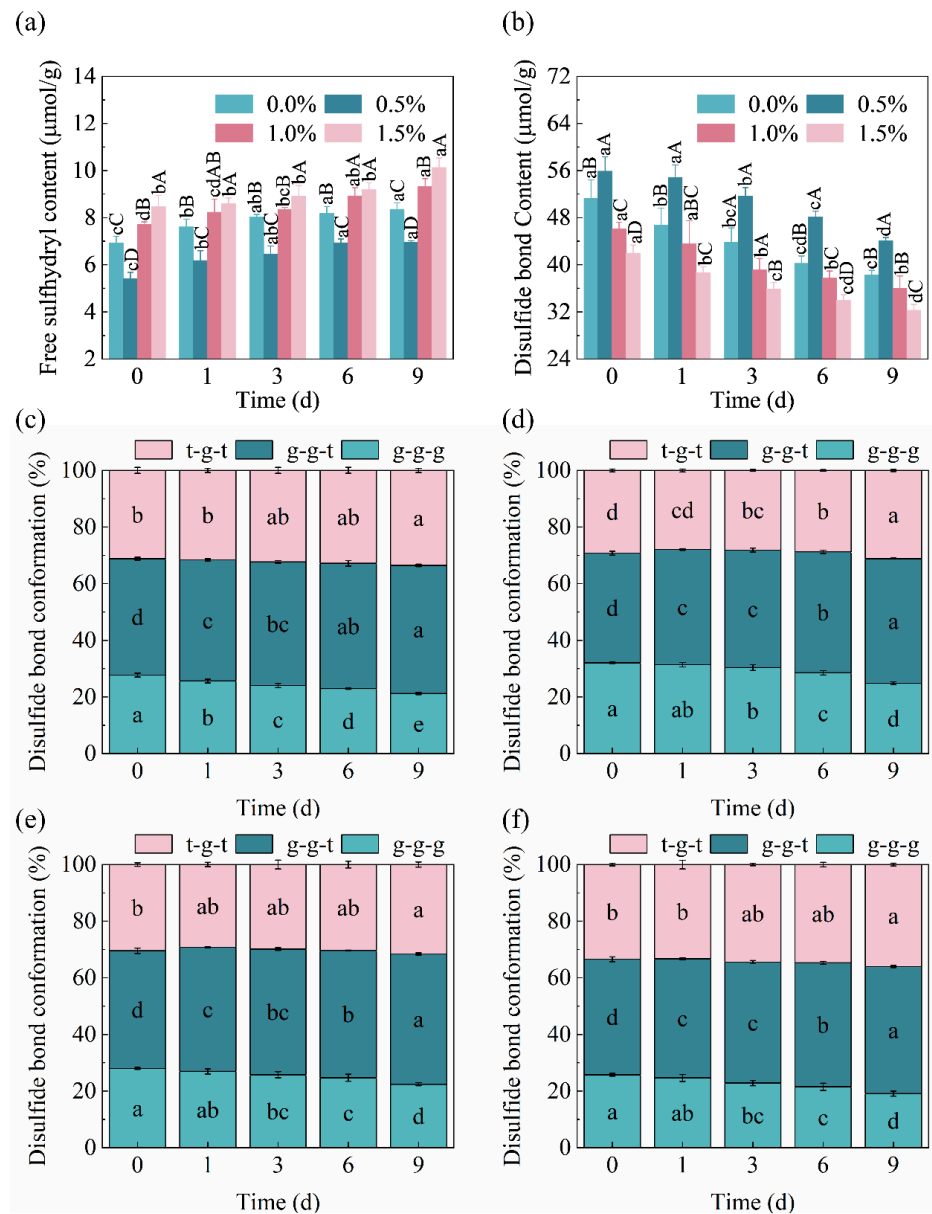 (a)
Free sulfhydryl content (μmol/g)
14
12
10
8
6
4
2
0.0% 0.5%
1.0% 1.5%
cC cD dB bA
bB bC cdAB bA
abB abC bcB bA
aB aC abA bA
aC aD aB aA
0 1 3 6 9
Time (d)
(b)
Disulfide bond Content (μmol/g)
72
64
56
48
40
32
24
0.0% 0.5%
1.0% 1.5%
aB aA aC aD
bB aA aBC bC
bcA bA bA cB
cdB cA bC cdD
cB dA bB dC
0 1 3 6 9
Time (d)
(c)
t-g-t g-g-t g-g-g
Disulfide bond conformation (%)
100
80
60
40
20
0
b b ab ab a
d c bc ab a
a b c d e
0 1 3 6 9
Time (d)
(d)
t-g-t g-g-t g-g-g
Disulfide bond conformation (%)
100
80
60
40
20
0
d cd bc b a
d c c b a
a ab b c d
0 1 3 6 9
Time (d)
(e)
t-g-t g-g-t g-g-g
Disulfide bond conformation (%)
100
80
60
40
20
0
b ab ab ab a
d c bc b a
a ab bc c d
0 1 3 6 9
Time (d)
(f)
t-g-t g-g-t g-g-g
Disulfide bond conformation (%)
100
80
60
40
20
0
b b ab ab a
d c c b a
a ab bc c d
0 1 3 6 9
Time (d)